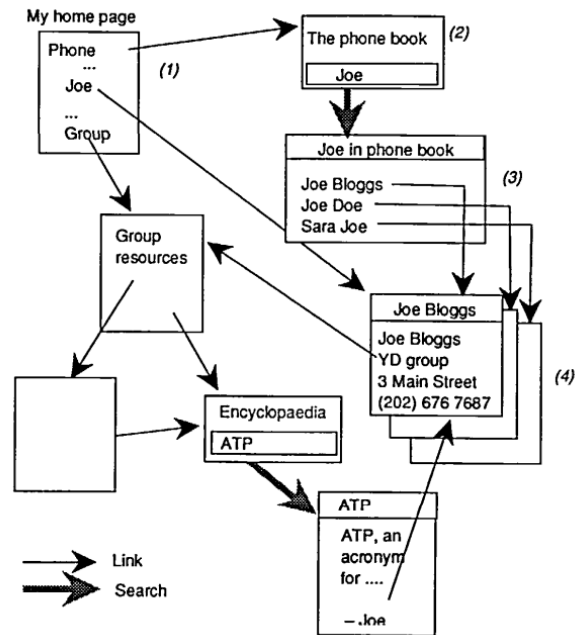 My home page
Phone
...
Joe
...
Group
(1)
The phone book
Joe
(2)
Joe in phone book
Joe Bloggs
Joe Doe
Sara Joe
(3)
Group
resources
Joe Bloggs
Joe Bloggs
YD group
3 Main Street
(202) 676 7687
(4)
Encyclopaedia
ATP
ATP
ATP, an
acronym
for ....
– Joe
Link
Search